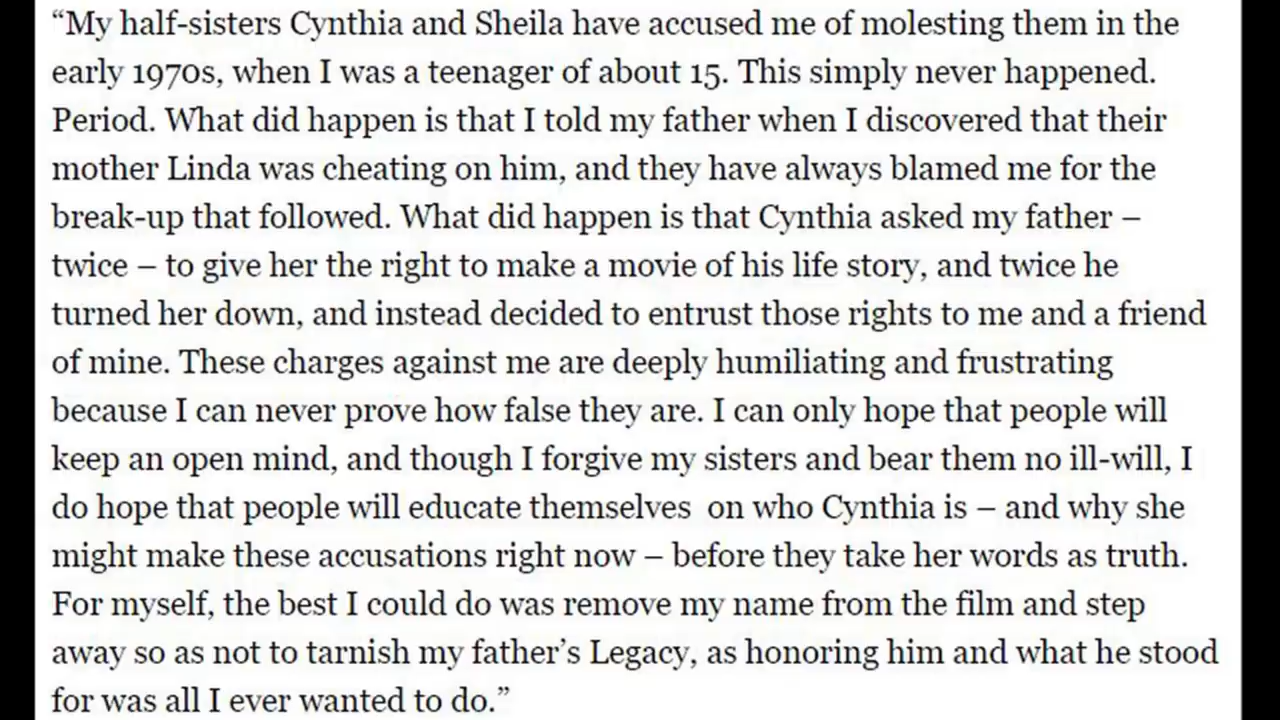 “My half-sisters Cynthia and Sheila have accused me of molesting them in the
early 1970s, when I was a teenager of about 15. This simply never happened.
Period. What did happen is that I told my father when I discovered that their
mother Linda was cheating on him, and they have always blamed me for the
break-up that followed. What did happen is that Cynthia asked my father –
twice – to give her the right to make a movie of his life story, and twice he
turned her down, and instead decided to entrust those rights to me and a friend
of mine. These charges against me are deeply humiliating and frustrating
because I can never prove how false they are. I can only hope that people will
keep an open mind, and though I forgive my sisters and bear them no ill-will, I
do hope that people will educate themselves  on who Cynthia is – and why she
might make these accusations right now – before they take her words as truth.
For myself, the best I could do was remove my name from the film and step
away so as not to tarnish my father’s Legacy, as honoring him and what he stood
for was all I ever wanted to do.”